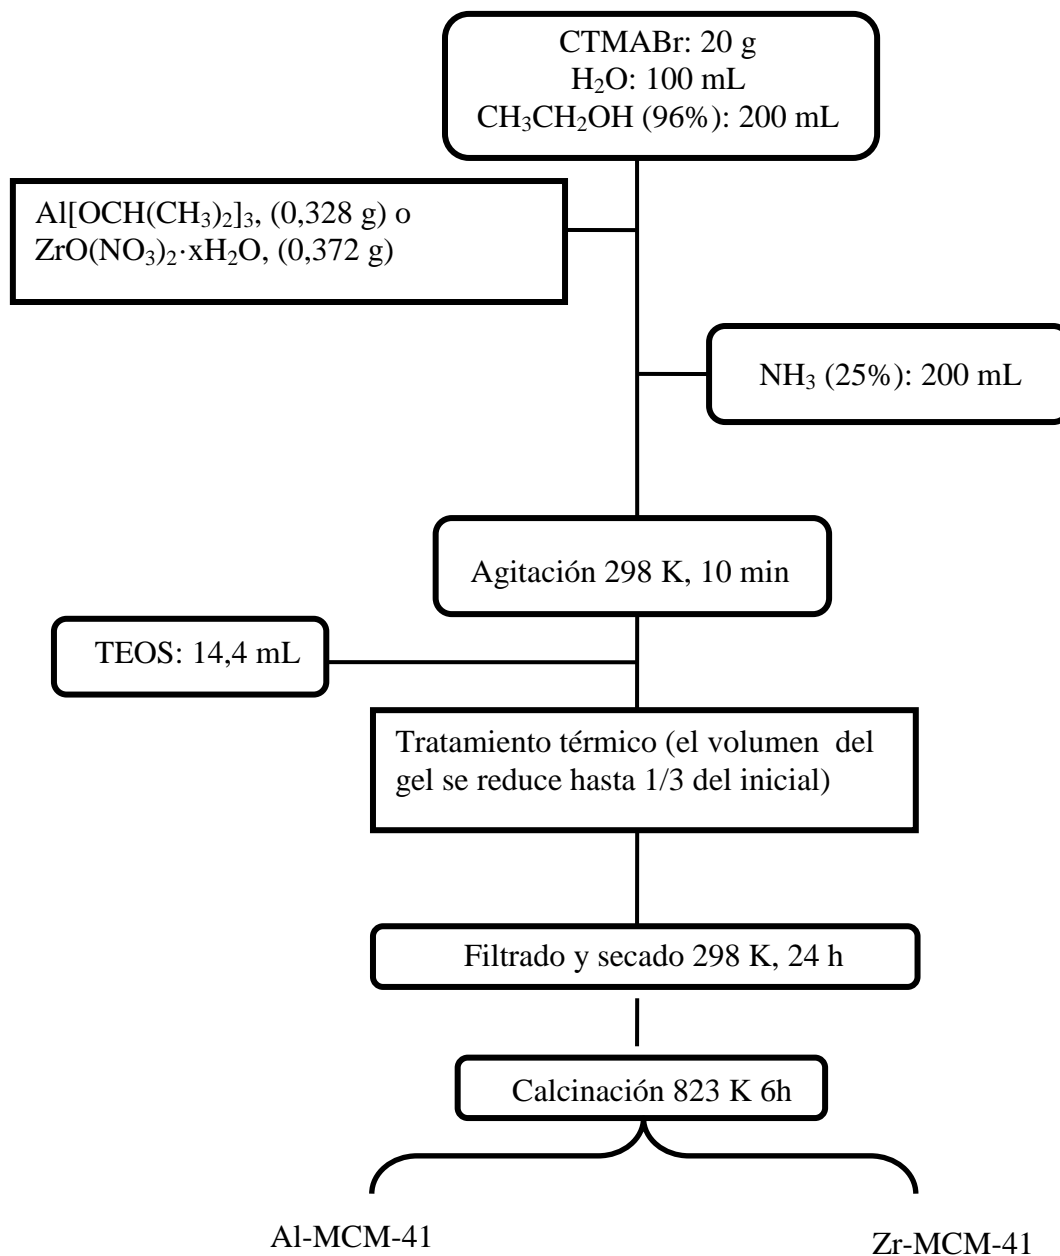 CTMABr: 20 g
H₂O: 100 mL
CH₃CH₂OH (96%): 200 mL
Al[OCH(CH₃)₂]₃, (0,328 g) o
ZrO(NO₃)₂·xH₂O, (0,372 g)
NH₃ (25%): 200 mL
Agitación 298 K, 10 min
TEOS: 14,4 mL
Tratamiento térmico (el volumen del
gel se reduce hasta 1/3 del inicial)
Filtrado y secado 298 K, 24 h
Calcinación 823 K 6h
Al-MCM-41
Zr-MCM-41